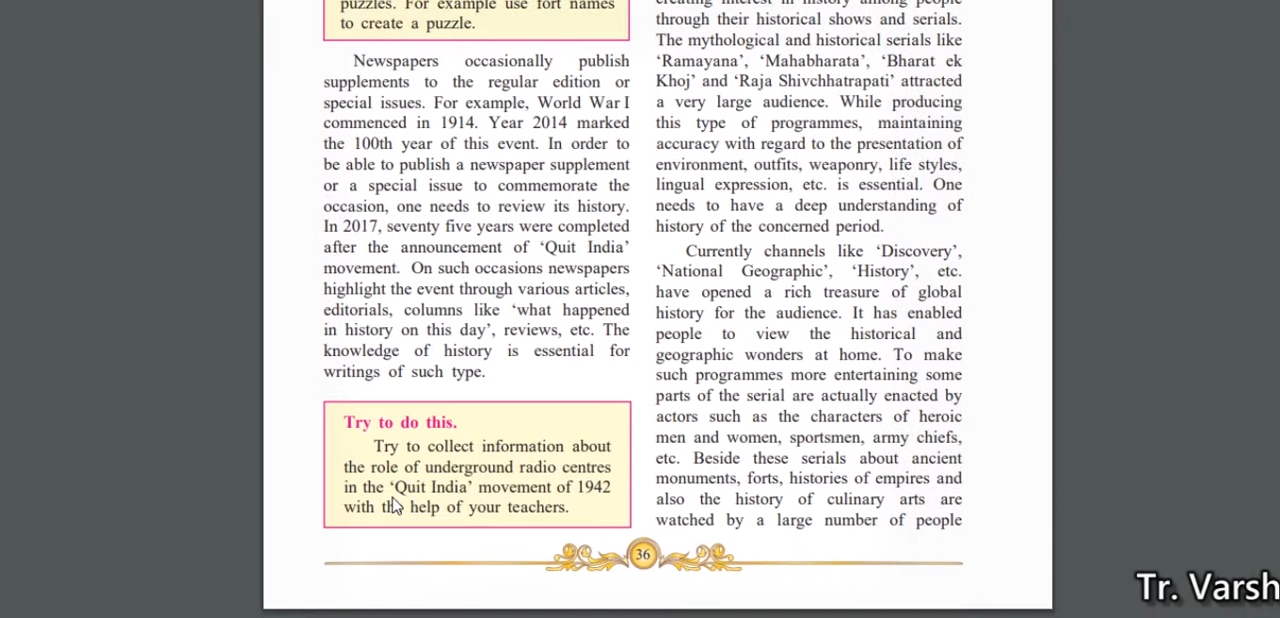 puzzles. For example use fort names
to create a puzzle.
Newspapers occasionally publish
supplements to the regular edition or
special issues. For example, World War I
commenced in 1914. Year 2014 marked
the 100th year of this event. In order to
be able to publish a newspaper supplement
or a special issue to commemorate the
occasion, one needs to review its history.
In 2017, seventy five years were completed
after the announcement of ‘Quit India’
movement. On such occasions newspapers
highlight the event through various articles,
editorials, columns like ‘what happened
in history on this day’, reviews, etc. The
knowledge of history is essential for
writings of such type.
Try to do this.
Try to collect information about
the role of underground radio centres
in the ‘Quit India’ movement of 1942
with the help of your teachers.
creating interest in history among people
through their historical shows and serials.
The mythological and historical serials like
‘Ramayana’, ‘Mahabharata’, ‘Bharat ek
Khoj’ and ‘Raja Shivchhatrapati’ attracted
a very large audience. While producing
this type of programmes, maintaining
accuracy with regard to the presentation of
environment, outfits, weaponry, life styles,
lingual expression, etc. is essential. One
needs to have a deep understanding of
history of the concerned period.
Currently channels like ‘Discovery’,
‘National Geographic’, ‘History’, etc.
have opened a rich treasure of global
history for the audience. It has enabled
people to view the historical and
geographic wonders at home. To make
such programmes more entertaining some
parts of the serial are actually enacted by
actors such as the characters of heroic
men and women, sportsmen, army chiefs,
etc. Beside these serials about ancient
monuments, forts, histories of empires and
also the history of culinary arts are
watched by a large number of people
36
Tr. Varsh